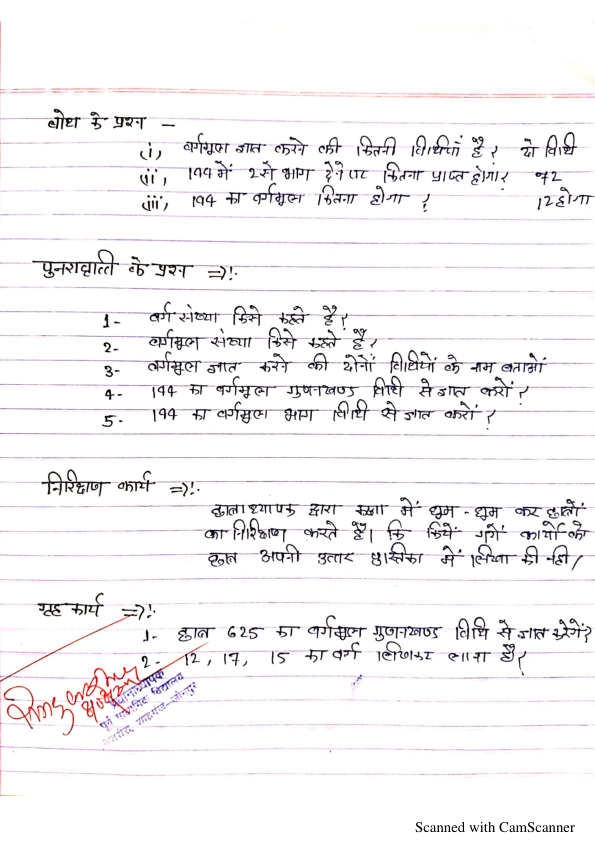 बोध के प्रश्न –
(i), वर्गमूल ज्ञात करने की कितनी विधियाँ है? दो विधि
(ii), 144 में 2 से भाग देने पर कितना प्राप्त होगा? 72
(iii), 144 का वर्गमूल कितना होगा ? 12 होगा
पुनरावृत्ति के प्रश्न =>!-
1- वर्ग संख्या किसे कहते है?
2- वर्गमूल संख्या किसे कहते है?
3- वर्गमूल ज्ञात करने की दोनों विधियों के नाम बताओं
4- 144 का वर्गमूल गुणनखण्ड विधि से ज्ञात करों?
5- 144 का वर्गमूल भाग विधि से ज्ञात करों ?
निरिक्षण कार्य =>!-
छात्राध्यापक द्वारा कक्षा में घूम - घूम कर छात्रों
का निरिक्षण करते है। कि किये गये कार्यो को
छात्र अपनी उत्तर पुस्तिका में लिखा की नही/
गृह कार्य =>!-
1- छात्र 625 का वर्गमूल गुणनखण्ड विधि से ज्ञात करेगें?
2- 12, 17, 15 का वर्ग लिखकर लाना है?
प्रधानाध्यापक
पूर्व माध्यमिक विद्यालय
Scanned with CamScanner